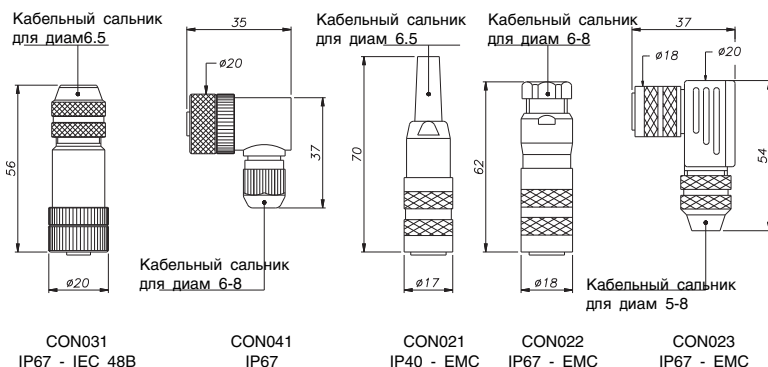 Кабельный сальник
для диам6.5
35
ø20
Кабельный сальник
для диам 6.5
Кабельный сальник
для диам 6-8
37
ø18
ø20
56
37
70
62
54
Кабельный сальник
для диам 6-8
ø20
ø17
ø18
Кабельный сальник
для диам 5-8
CON031
IP67 - IEC 48B
CON041
IP67
CON021
IP40 - EMC
CON022
IP67 - EMC
CON023
IP67 - EMC